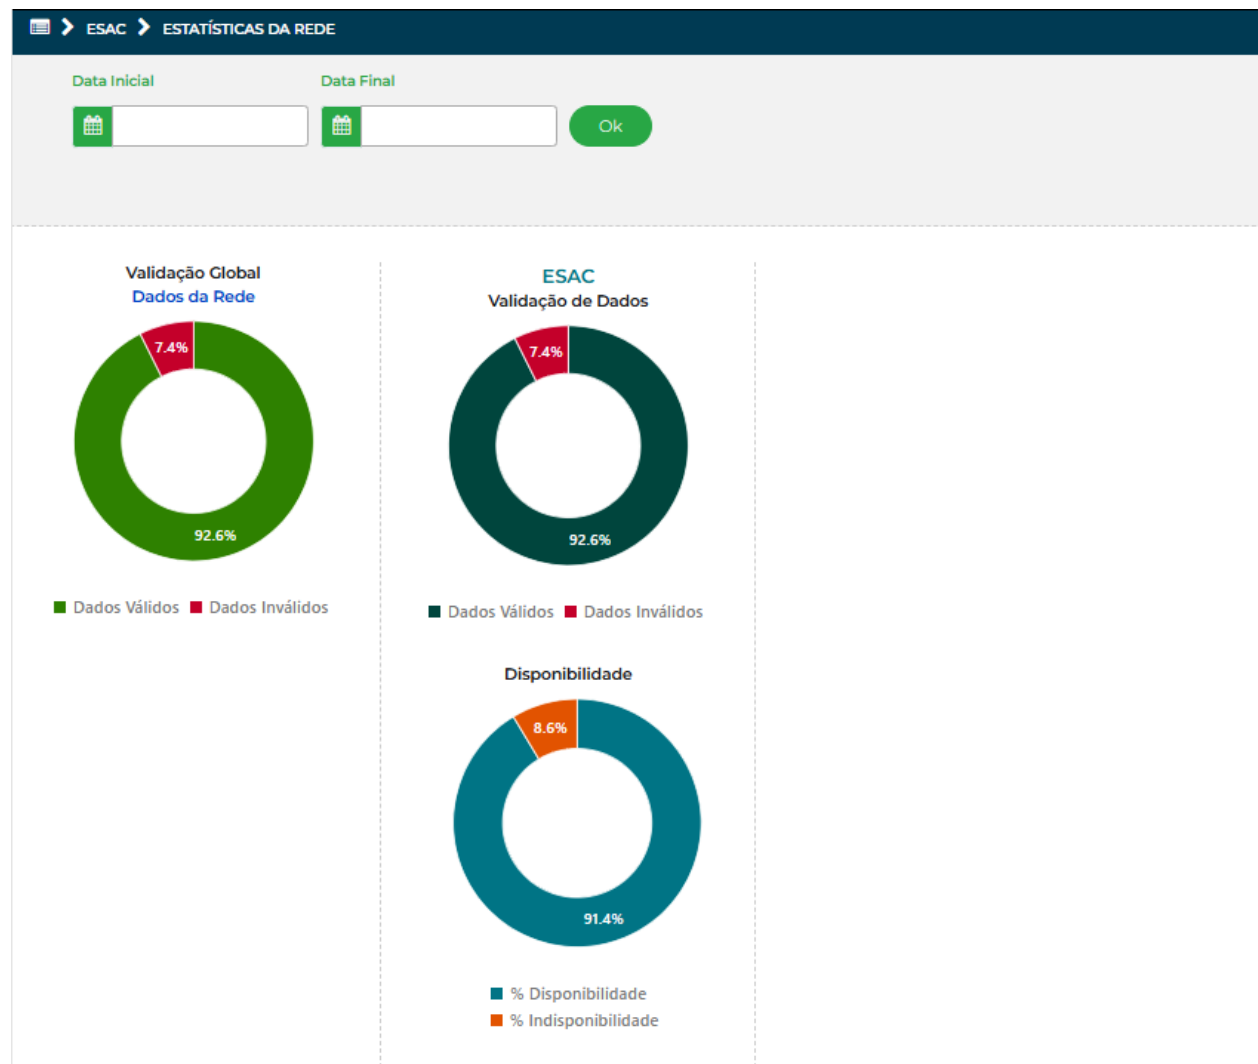 ESAC
ESTATÍSTICAS DA REDE
Data Inicial
Data Final
Ok
Validação Global
Dados da Rede
7.4%
92.6%
Dados Válidos
Dados Inválidos
ESAC
Validação de Dados
7.4%
92.6%
Dados Válidos
Dados Inválidos
Disponibilidade
8.6%
91.4%
% Disponibilidade
% Indisponibilidade